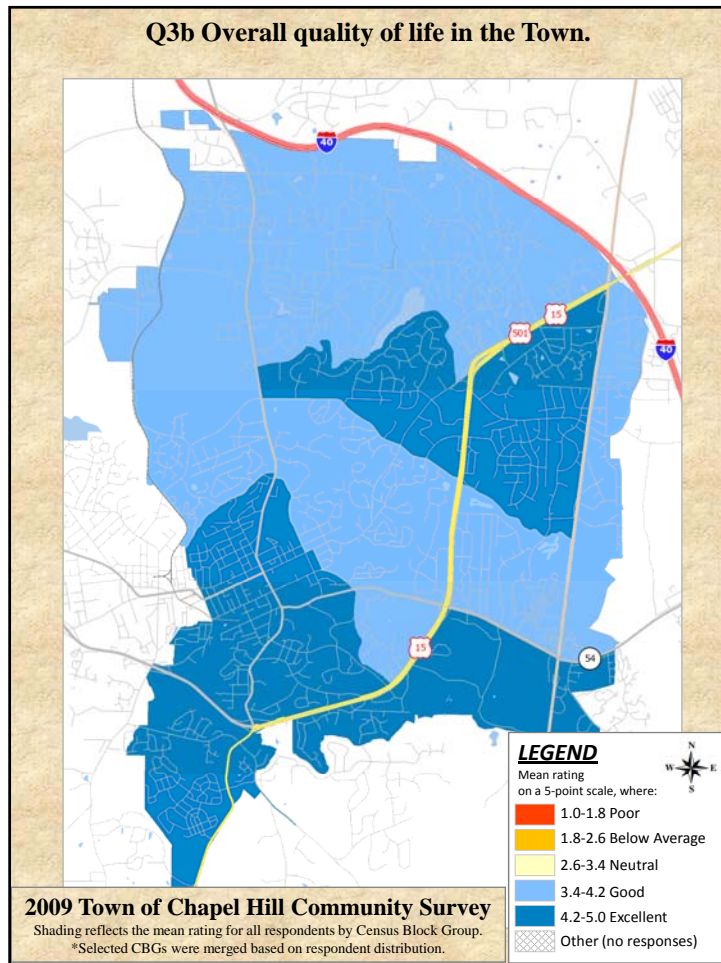 Q3b Overall quality of life in the Town.
40
15
501
40
15
54
LEGEND
Mean rating
on a 5-point scale, where:
N
W E
S
1.0-1.8 Poor
1.8-2.6 Below Average
2.6-3.4 Neutral
3.4-4.2 Good
4.2-5.0 Excellent
Other (no responses)
2009 Town of Chapel Hill Community Survey
Shading reflects the mean rating for all respondents by Census Block Group.
*Selected CBGs were merged based on respondent distribution.